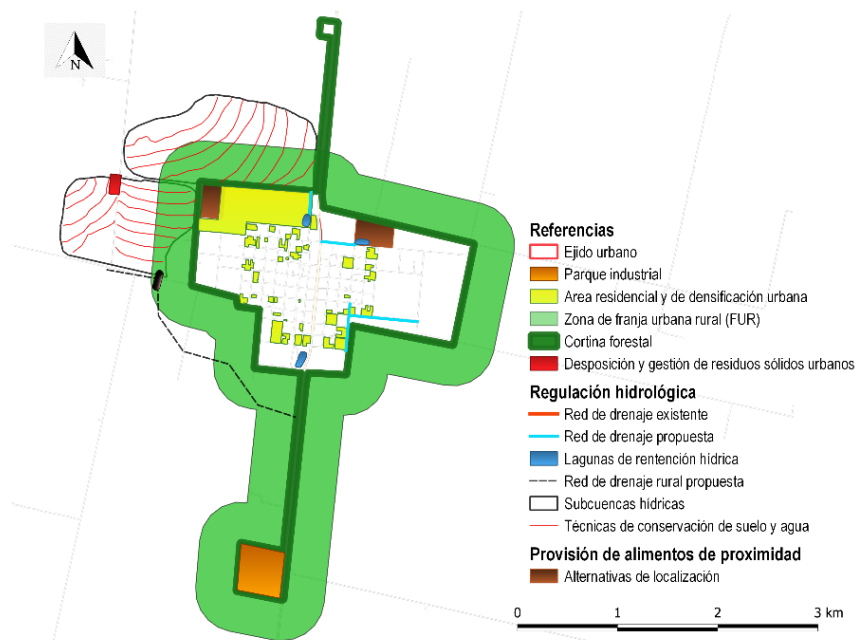 N
Referencias
Ejido urbano
Parque industrial
Area residencial y de densificación urbana
Zona de franja urbana rural (FUR)
Cortina forestal
Desposición y gestión de residuos sólidos urbanos
Regulación hidrológica
Red de drenaje existente
Red de drenaje propuesta
Lagunas de rentención hídrica
Red de drenaje rural propuesta
Subcuencas hídricas
Técnicas de conservación de suelo y agua
Provisión de alimentos de proximidad
Alternativas de localización
0 1 2 3 km